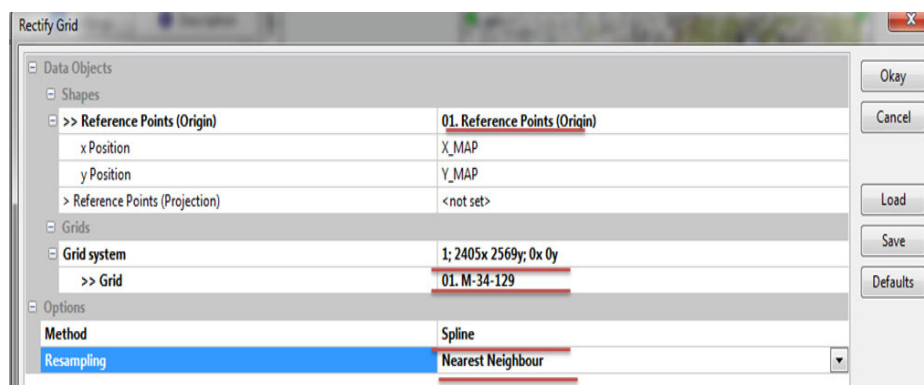 Rectify Grid
Data Objects
Shapes
>> Reference Points (Origin) 01. Reference Points (Origin)
x Position X_MAP
y Position Y_MAP
> Reference Points (Projection) <not set>
Grids
Grid system 1; 2405x 2569y; 0x 0y
>> Grid 01. M-34-129
Options
Method Spline
Resampling Nearest Neighbour
Okay
Cancel
Load
Save
Defaults